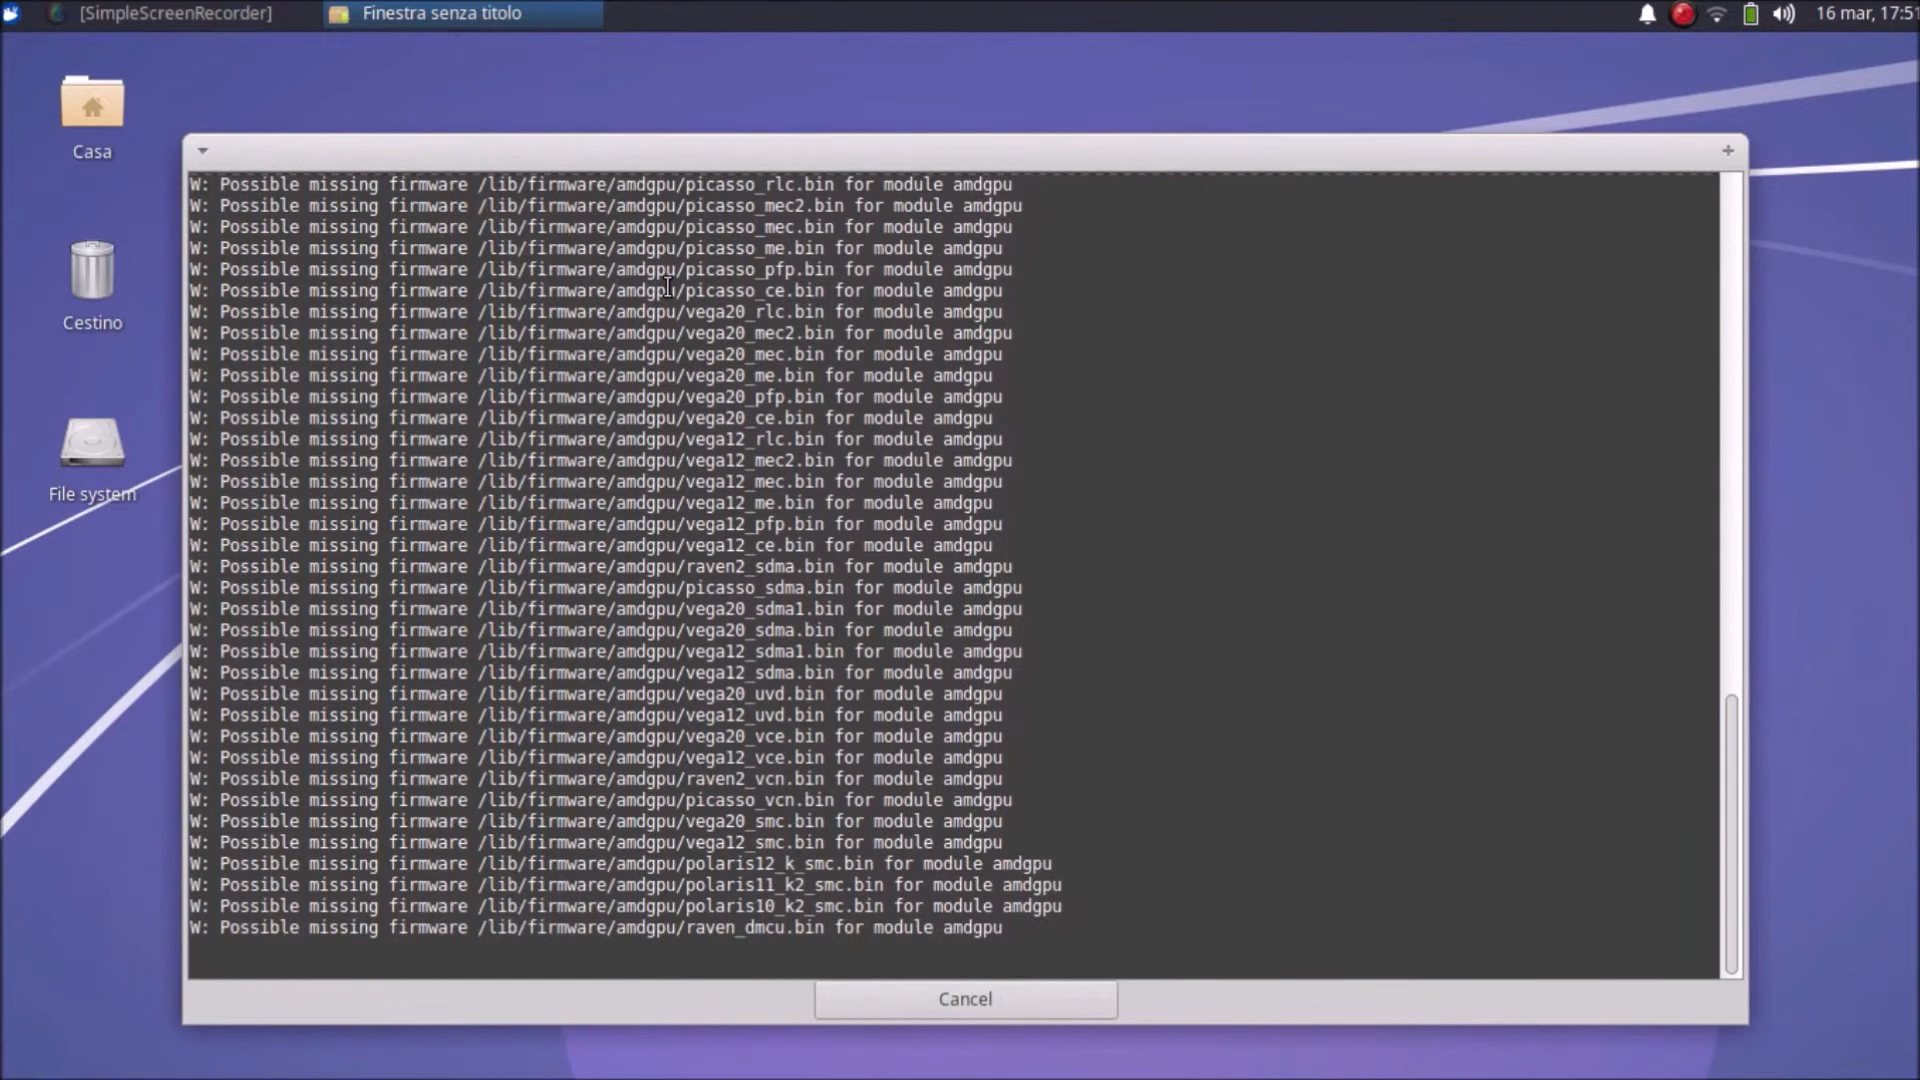 [SimpleScreenRecorder]
Finestra senza titolo
16 mar, 17:51
Casa
Cestino
File system
W: Possible missing firmware /lib/firmware/amdgpu/picasso_rlc.bin for module amdgpu
W: Possible missing firmware /lib/firmware/amdgpu/picasso_mec2.bin for module amdgpu
W: Possible missing firmware /lib/firmware/amdgpu/picasso_mec.bin for module amdgpu
W: Possible missing firmware /lib/firmware/amdgpu/picasso_me.bin for module amdgpu
W: Possible missing firmware /lib/firmware/amdgpu/picasso_pfp.bin for module amdgpu
W: Possible missing firmware /lib/firmware/amdgpu/picasso_ce.bin for module amdgpu
W: Possible missing firmware /lib/firmware/amdgpu/vega20_rlc.bin for module amdgpu
W: Possible missing firmware /lib/firmware/amdgpu/vega20_mec2.bin for module amdgpu
W: Possible missing firmware /lib/firmware/amdgpu/vega20_mec.bin for module amdgpu
W: Possible missing firmware /lib/firmware/amdgpu/vega20_me.bin for module amdgpu
W: Possible missing firmware /lib/firmware/amdgpu/vega20_pfp.bin for module amdgpu
W: Possible missing firmware /lib/firmware/amdgpu/vega20_ce.bin for module amdgpu
W: Possible missing firmware /lib/firmware/amdgpu/vega12_rlc.bin for module amdgpu
W: Possible missing firmware /lib/firmware/amdgpu/vega12_mec2.bin for module amdgpu
W: Possible missing firmware /lib/firmware/amdgpu/vega12_mec.bin for module amdgpu
W: Possible missing firmware /lib/firmware/amdgpu/vega12_me.bin for module amdgpu
W: Possible missing firmware /lib/firmware/amdgpu/vega12_pfp.bin for module amdgpu
W: Possible missing firmware /lib/firmware/amdgpu/vega12_ce.bin for module amdgpu
W: Possible missing firmware /lib/firmware/amdgpu/raven2_sdma.bin for module amdgpu
W: Possible missing firmware /lib/firmware/amdgpu/picasso_sdma.bin for module amdgpu
W: Possible missing firmware /lib/firmware/amdgpu/vega20_sdma1.bin for module amdgpu
W: Possible missing firmware /lib/firmware/amdgpu/vega20_sdma.bin for module amdgpu
W: Possible missing firmware /lib/firmware/amdgpu/vega12_sdma1.bin for module amdgpu
W: Possible missing firmware /lib/firmware/amdgpu/vega12_sdma.bin for module amdgpu
W: Possible missing firmware /lib/firmware/amdgpu/vega20_uvd.bin for module amdgpu
W: Possible missing firmware /lib/firmware/amdgpu/vega12_uvd.bin for module amdgpu
W: Possible missing firmware /lib/firmware/amdgpu/vega20_vce.bin for module amdgpu
W: Possible missing firmware /lib/firmware/amdgpu/vega12_vce.bin for module amdgpu
W: Possible missing firmware /lib/firmware/amdgpu/raven2_vcn.bin for module amdgpu
W: Possible missing firmware /lib/firmware/amdgpu/picasso_vcn.bin for module amdgpu
W: Possible missing firmware /lib/firmware/amdgpu/vega20_smc.bin for module amdgpu
W: Possible missing firmware /lib/firmware/amdgpu/vega12_smc.bin for module amdgpu
W: Possible missing firmware /lib/firmware/amdgpu/polaris12_k_smc.bin for module amdgpu
W: Possible missing firmware /lib/firmware/amdgpu/polaris11_k2_smc.bin for module amdgpu
W: Possible missing firmware /lib/firmware/amdgpu/polaris10_k2_smc.bin for module amdgpu
W: Possible missing firmware /lib/firmware/amdgpu/raven_dmcu.bin for module amdgpu
Cancel